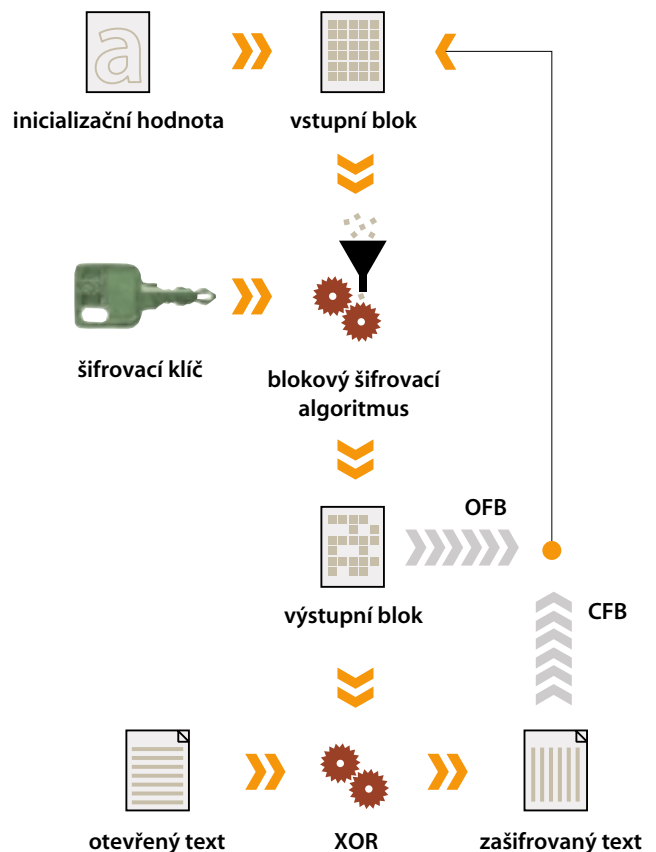 a
inicializační hodnota
vstupní blok
šifrovací klíč
blokový šifrovací
algoritmus
OFB
výstupní blok
CFB
otevřený text
XOR
zašifrovaný text